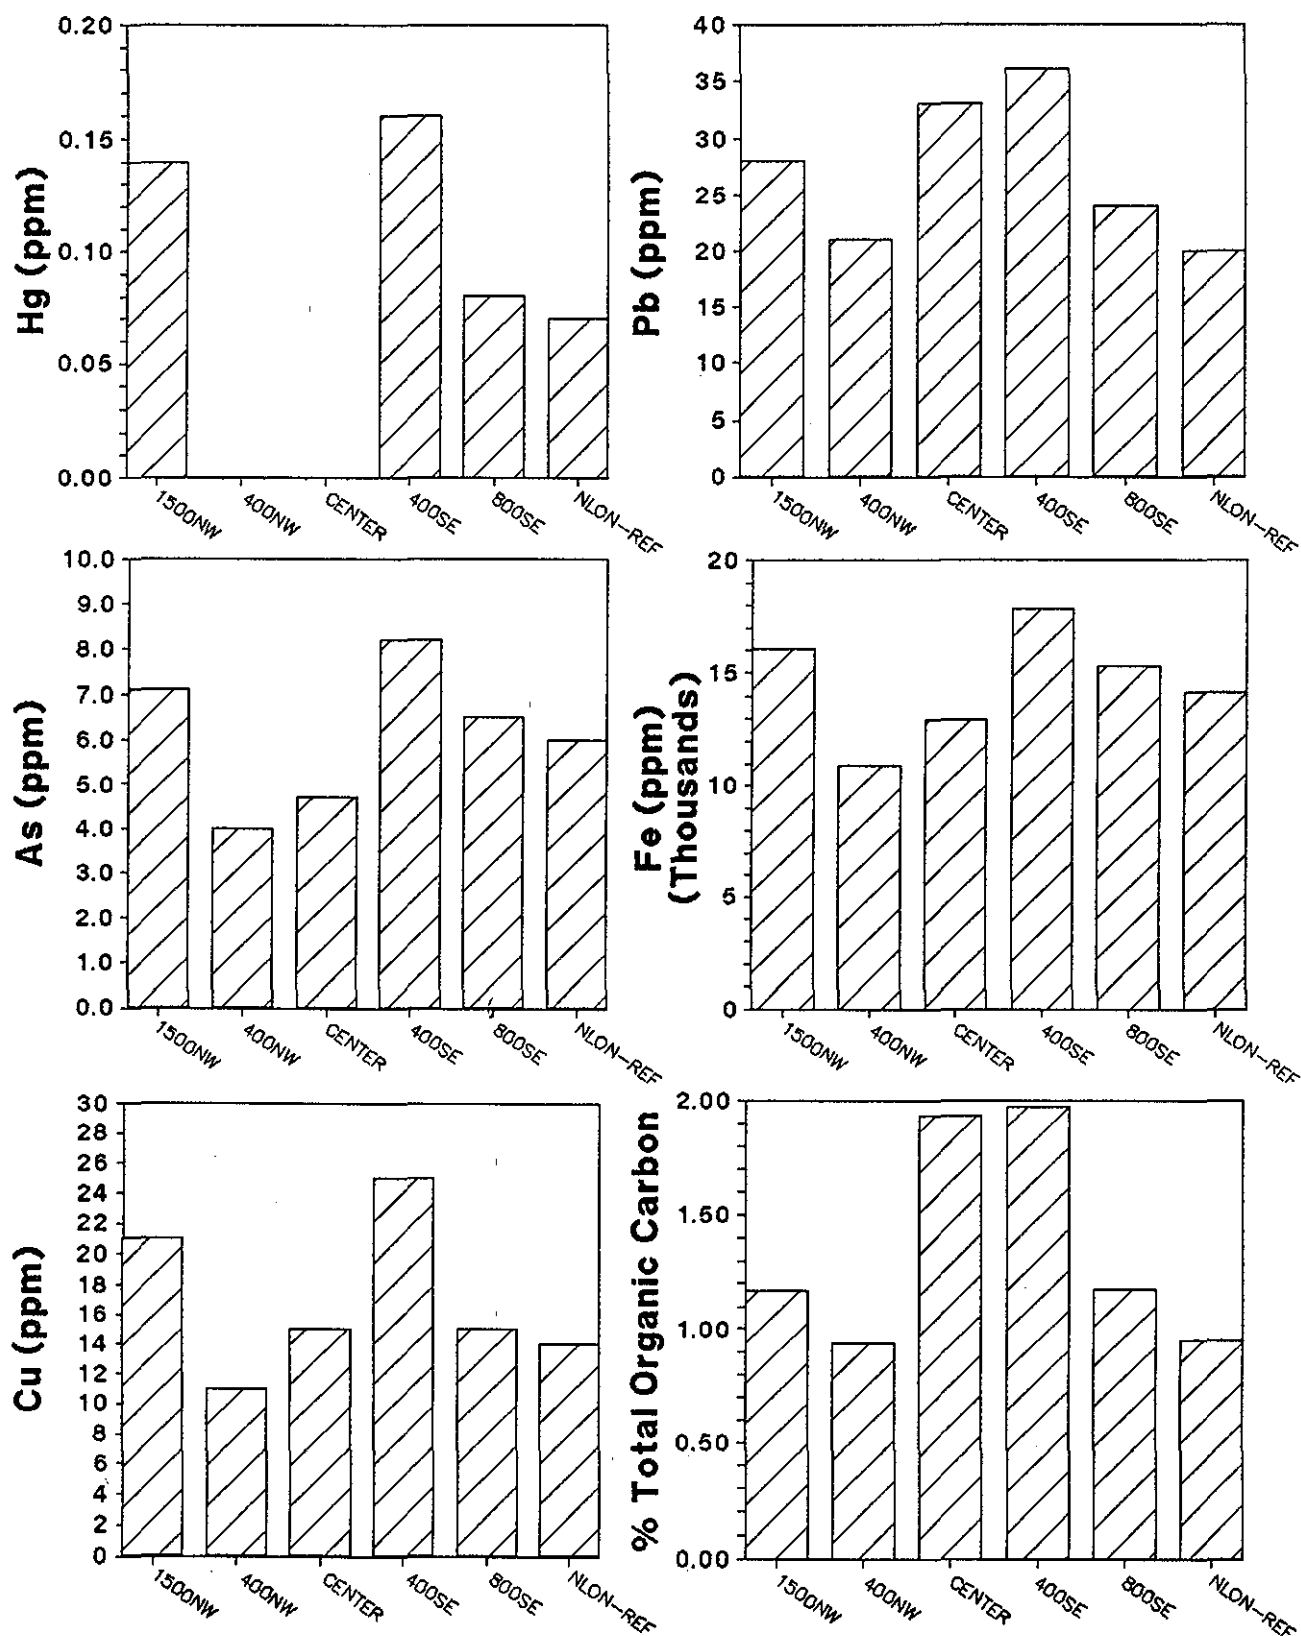 Hg (ppm)
0.20
0.15
0.10
0.05
0.00
1500NW
400NW
CENTER
400SE
800SE
NLON-REF
Pb (ppm)
40
35
30
25
20
15
10
5
0
1500NW
400NW
CENTER
400SE
800SE
NLON-REF
As (ppm)
10.0
9.0
8.0
7.0
6.0
5.0
4.0
3.0
2.0
1.0
0.0
1500NW
400NW
CENTER
400SE
800SE
NLON-REF
Fe (ppm)
(Thousands)
20
15
10
5
0
1500NW
400NW
CENTER
400SE
800SE
NLON-REF
Cu (ppm)
30
28
26
24
22
20
18
16
14
12
10
8
6
4
2
0
1500NW
400NW
CENTER
400SE
800SE
NLON-REF
% Total Organic Carbon
2.00
1.50
1.00
0.50
0.00
1500NW
400NW
CENTER
400SE
800SE
NLON-REF